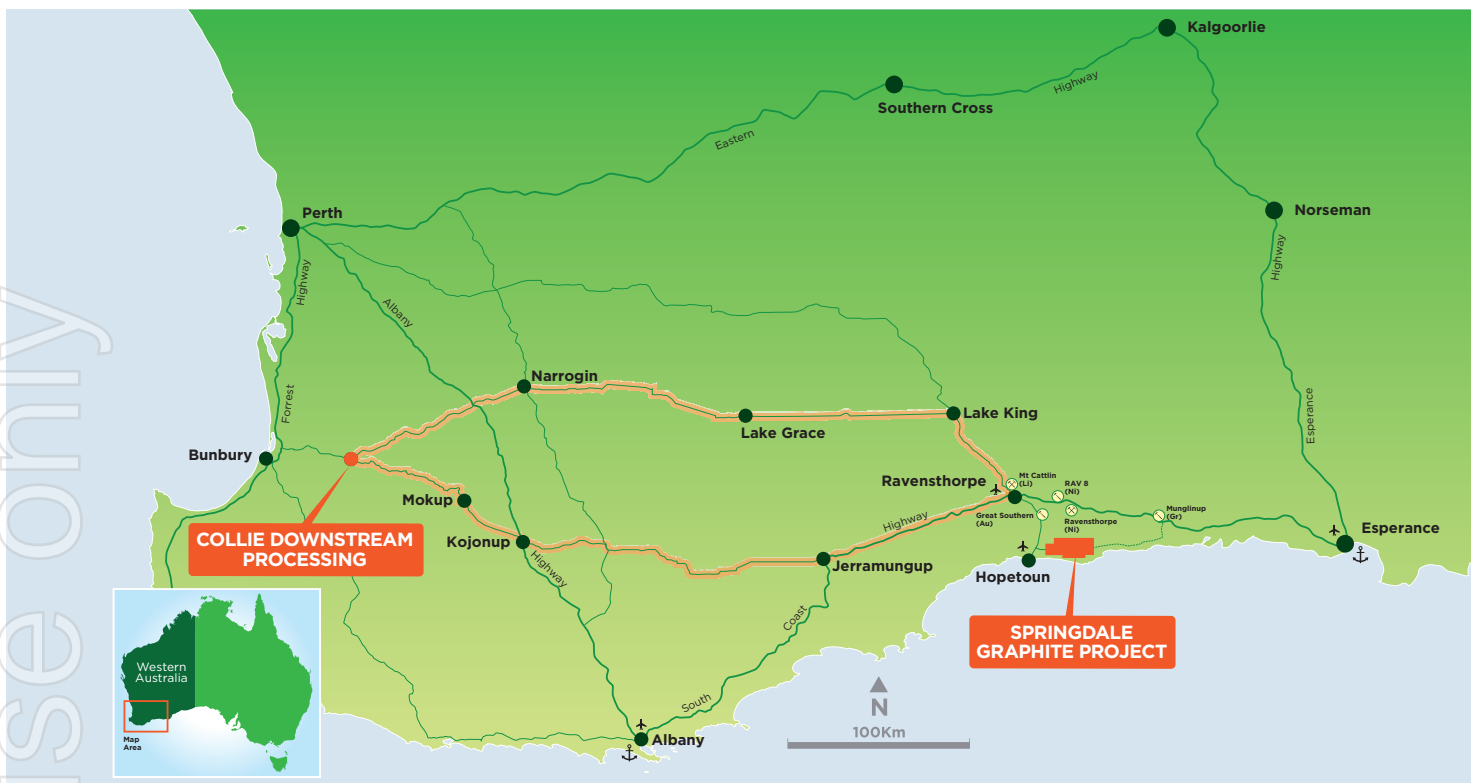 Kalgoorlie
Highway
Southern Cross
Eastern
Perth
Norseman
Highway
Highway
Albany
Narrogin
Forrest
Lake King
Lake Grace
Esperance
Bunbury
Mt Cattlin
(Li)
Ravensthorpe
RAV 8
(Ni)
Mokup
Great Southern
(Au)
Munglinup
(Gr)
Highway
Ravensthorpe
(Ni)
Esperance
COLLIE DOWNSTREAM
PROCESSING
Kojonup
Highway
Jerramungup
Hopetoun
Coast
SPRINGDALE
GRAPHITE PROJECT
Western
Australia
Map
Area
South
N
100Km
Albany
use only